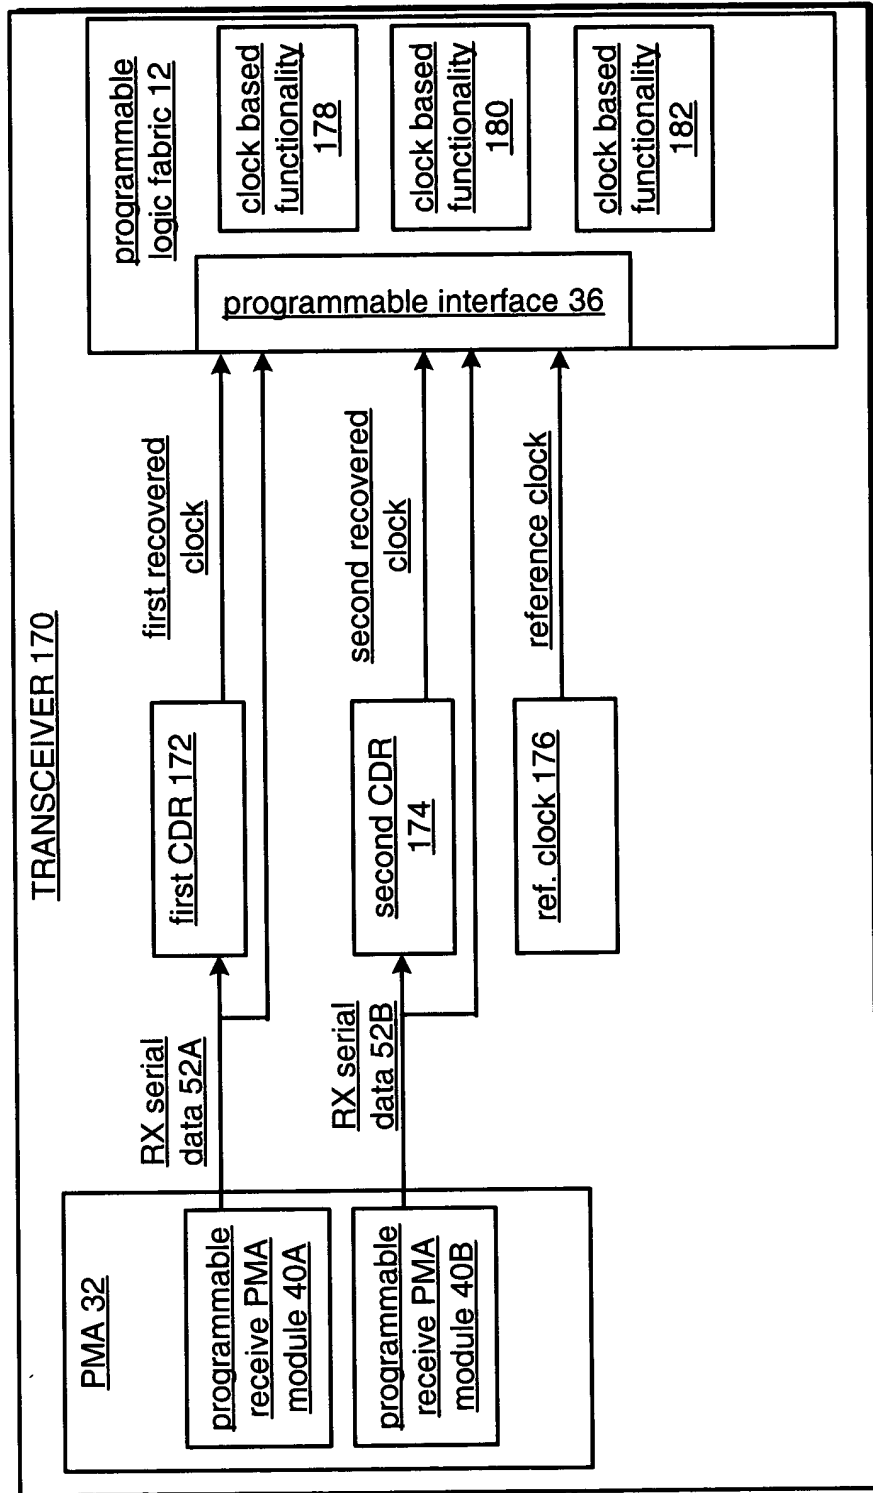 TRANSCEIVER 170
PMA 32
programmable
receive PMA
module 40A
programmable
receive PMA
module 40B
RX serial
data 52A
RX serial
data 52B
first CDR 172
second CDR
174
ref. clock 176
first recovered
clock
second recovered
clock
reference clock
programmable
logic fabric 12
programmable interface 36
clock based
functionality
178
clock based
functionality
180
clock based
functionality
182